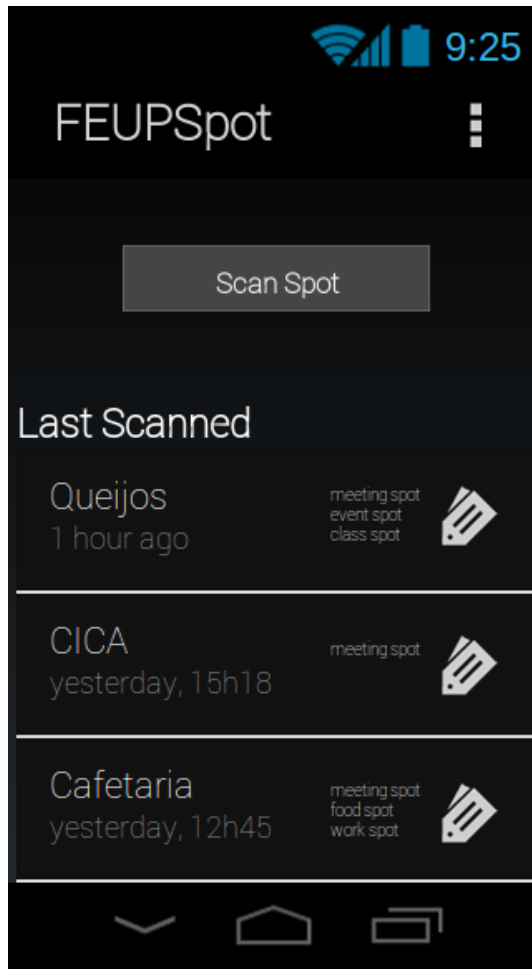 9:25
FEUPSpot
Scan Spot
Last Scanned
Queijos
1 hour ago
meeting spot
event spot
class spot
CICA
yesterday, 15h18
meeting spot
Cafetaria
yesterday, 12h45
meeting spot
food spot
work spot